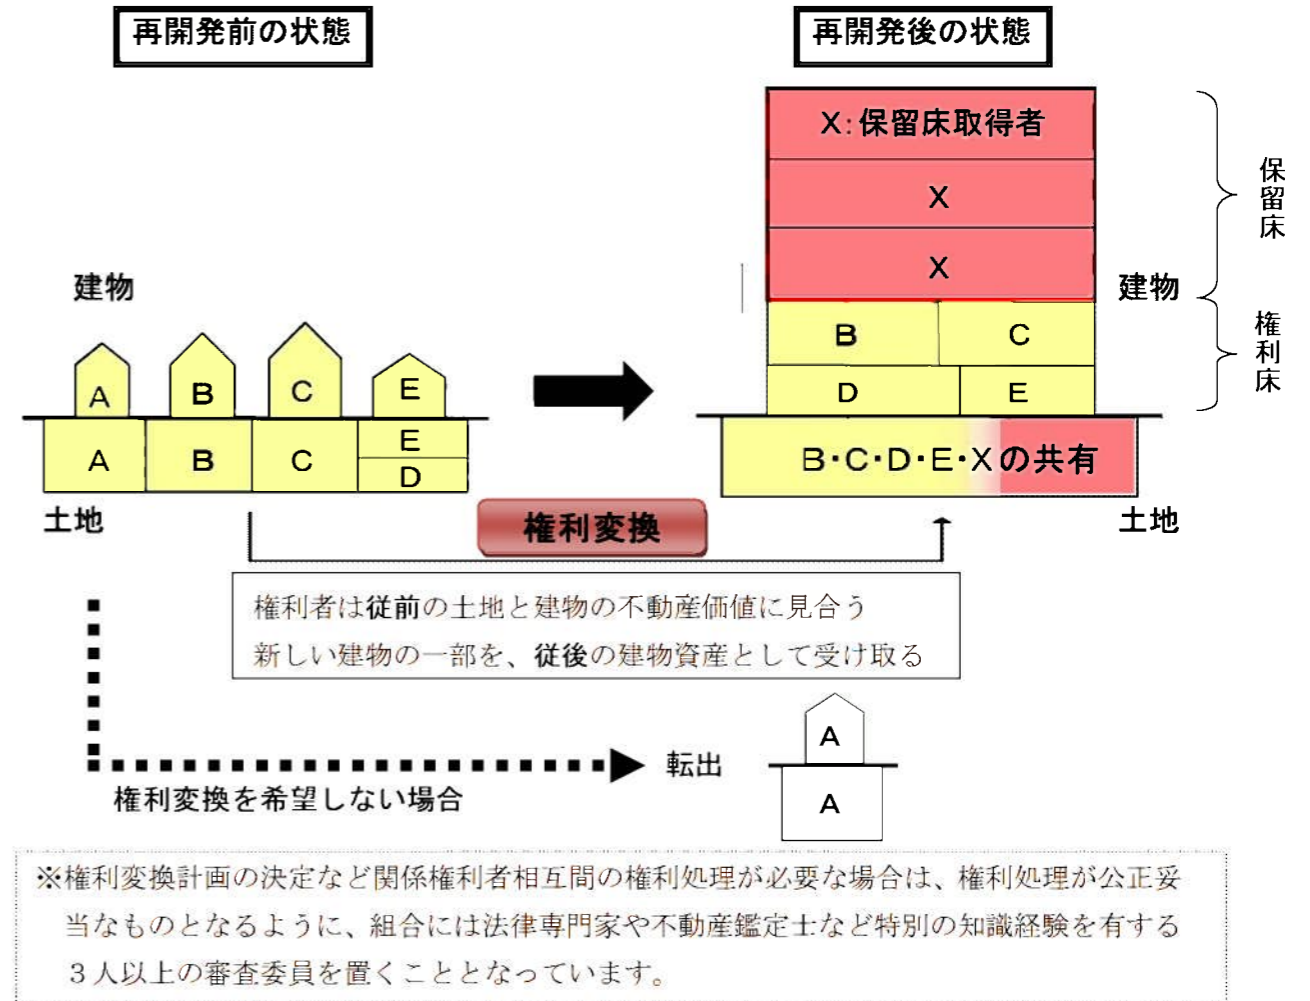 再開発前の状態
再開発後の状態
X:保留床取得者
X
X
保留床
建物
建物
B C
権利床
A B C E
D E
A B C E
D
B・C・D・E・Xの共有
土地
土地
権利変換
権利者は従前の土地と建物の不動産価値に見合う
新しい建物の一部を、従後の建物資産として受け取る
A
転出
A
権利変換を希望しない場合
※権利変換計画の決定など関係権利者相互間の権利処理が必要な場合は、権利処理が公正妥
当なものとなるように、組合には法律専門家や不動産鑑定士など特別の知識経験を有する
3人以上の審査委員を置くこととなっています。